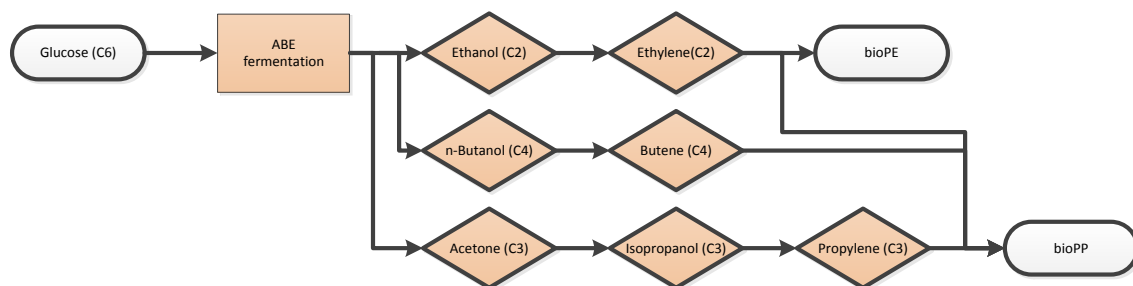 Glucose (C6)
ABE
fermentation
Ethanol (C2)
Ethylene(C2)
bioPE
n-Butanol (C4)
Butene (C4)
Acetone (C3)
Isopropanol (C3)
Propylene (C3)
bioPP